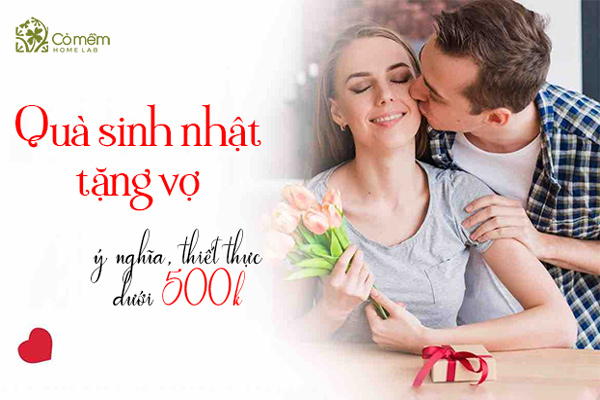 Cỏ mềm
HOME LAB
Quà sinh nhật
tặng vợ
ý nghĩa, thiết thực
dưới 500k